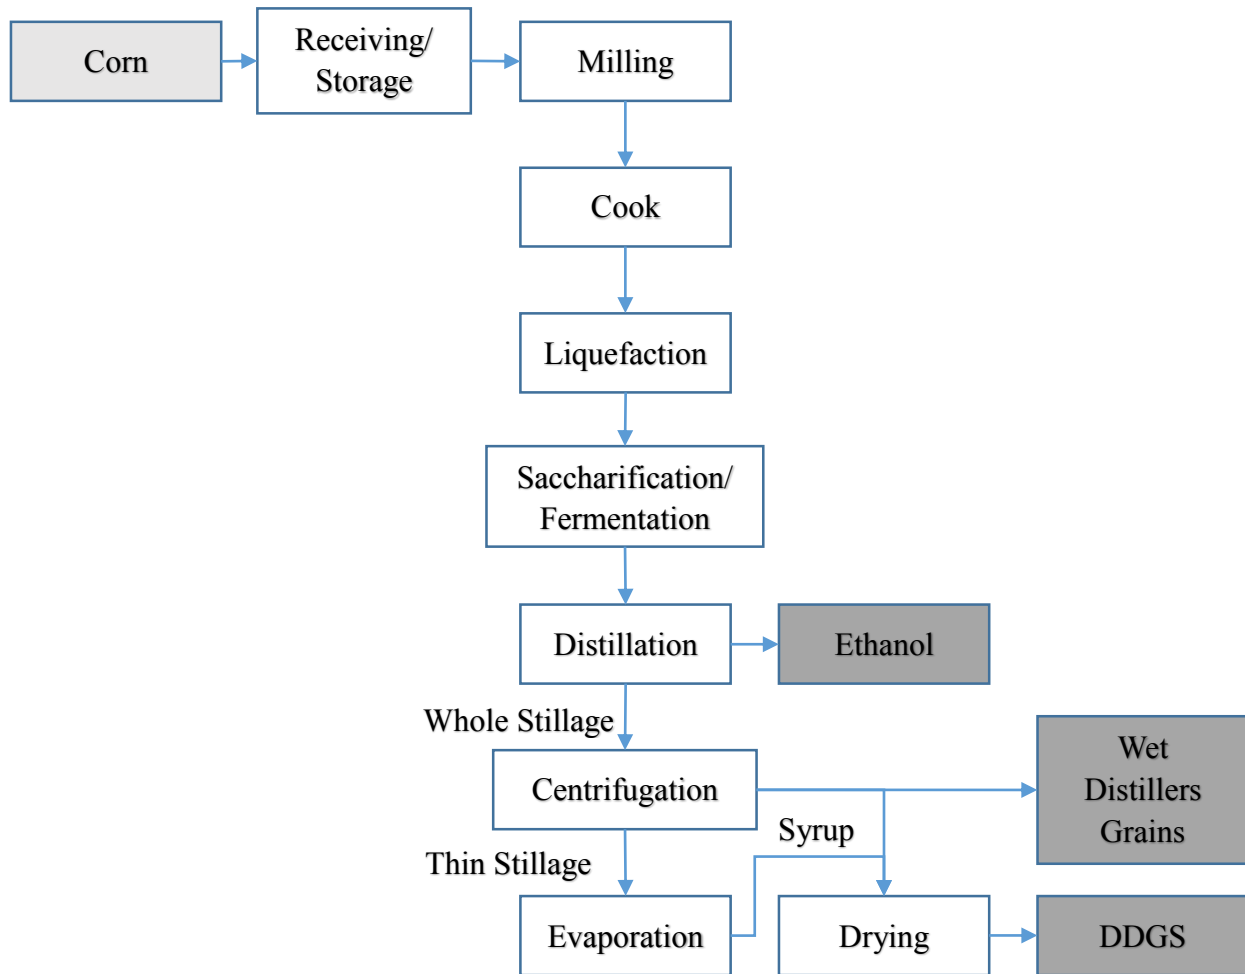 Corn
Receiving/
Storage
Milling
Cook
Liquefaction
Saccharification/
Fermentation
Distillation
Ethanol
Whole Stillage
Centrifugation
Wet
Distillers
Grains
Syrup
Thin Stillage
Evaporation
Drying
DDGS